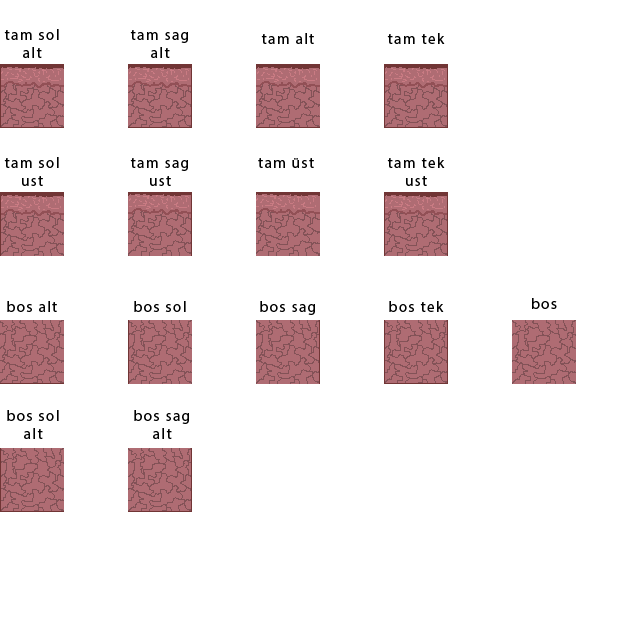 tam sol
alt
tam sag
alt
tam alt
tam tek
tam sol
ust
tam sag
ust
tam üst
tam tek
ust
bos alt
bos sol
bos sag
bos tek
bos
bos sol
alt
bos sag
alt